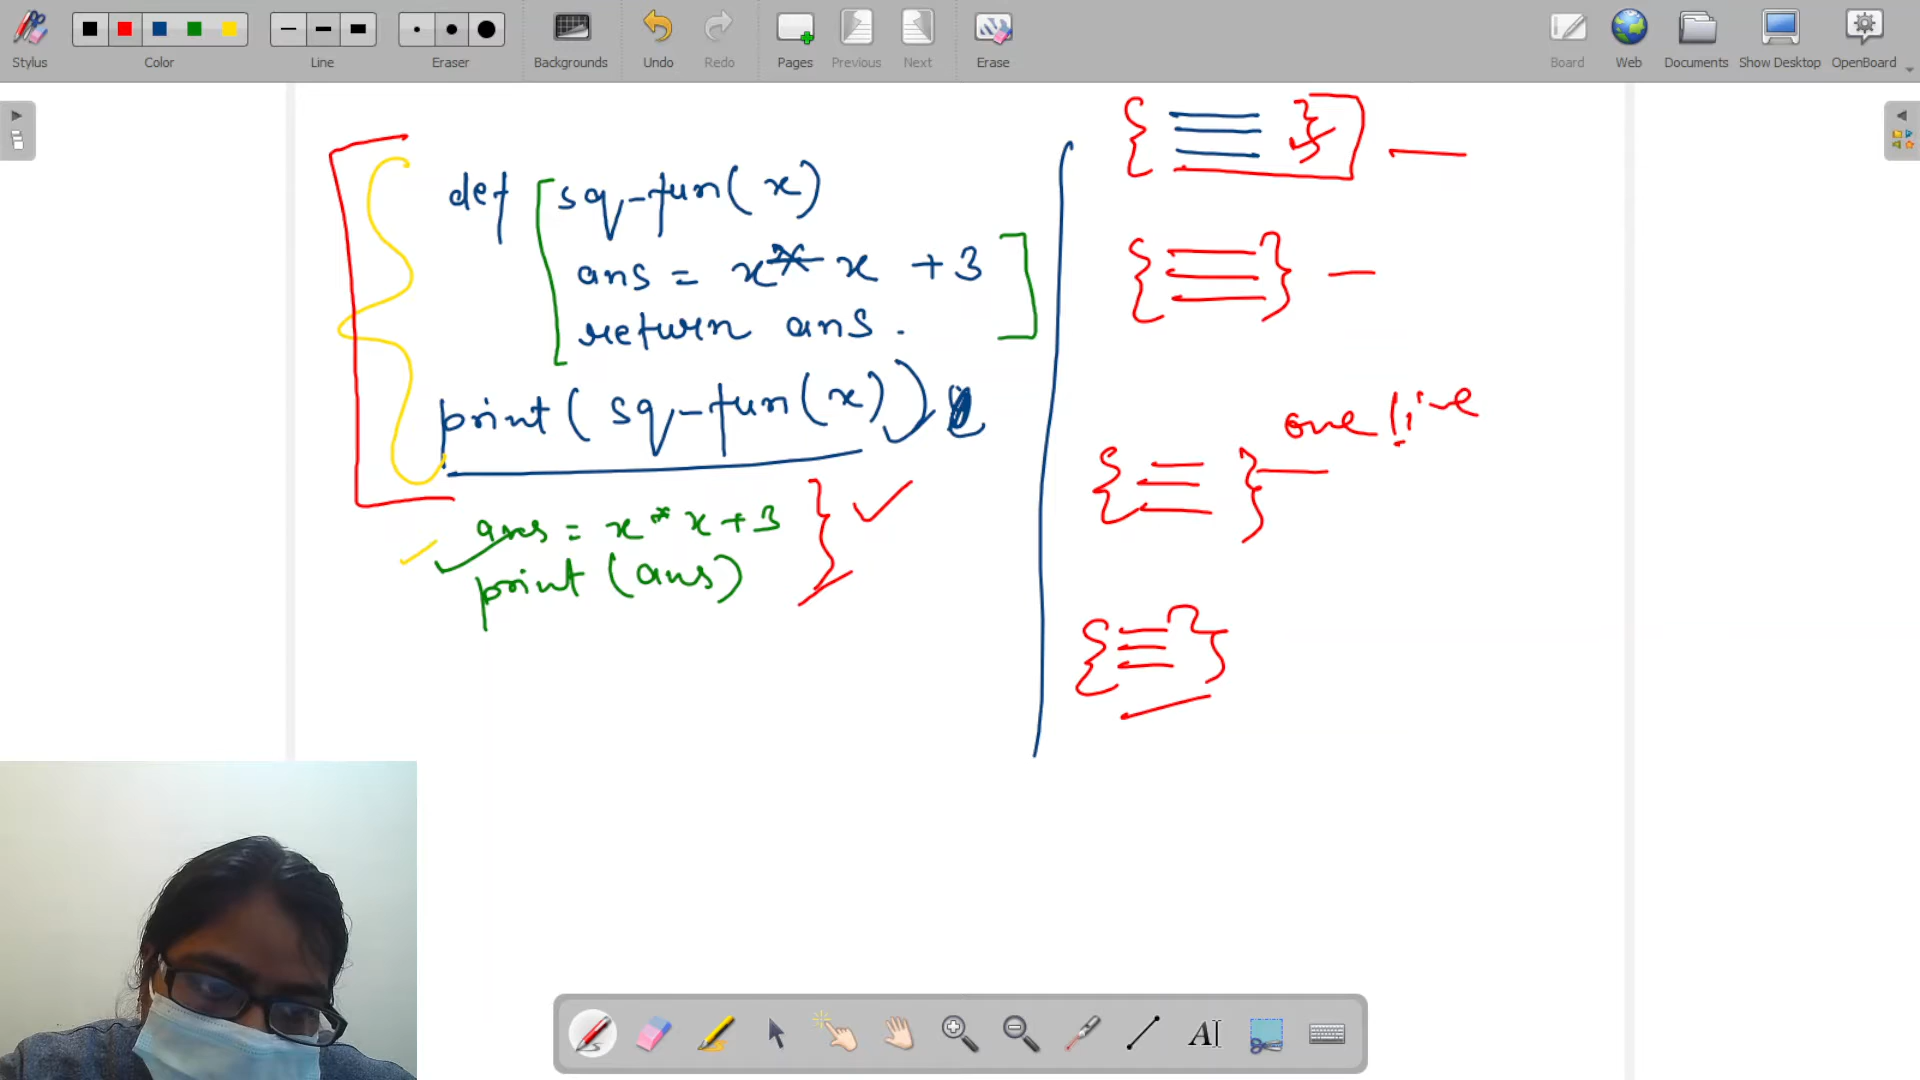 Stylus
Color
Line
Eraser
Backgrounds
Undo
Redo
Pages
Previous
Next
Erase
Board
Web
Documents
Show Desktop
OpenBoard
def sq-fun(x)
ans = x * x + 3
return ans.
print(sq-fun(x))
ans = x * x + 3
print (ans)
one line
AI